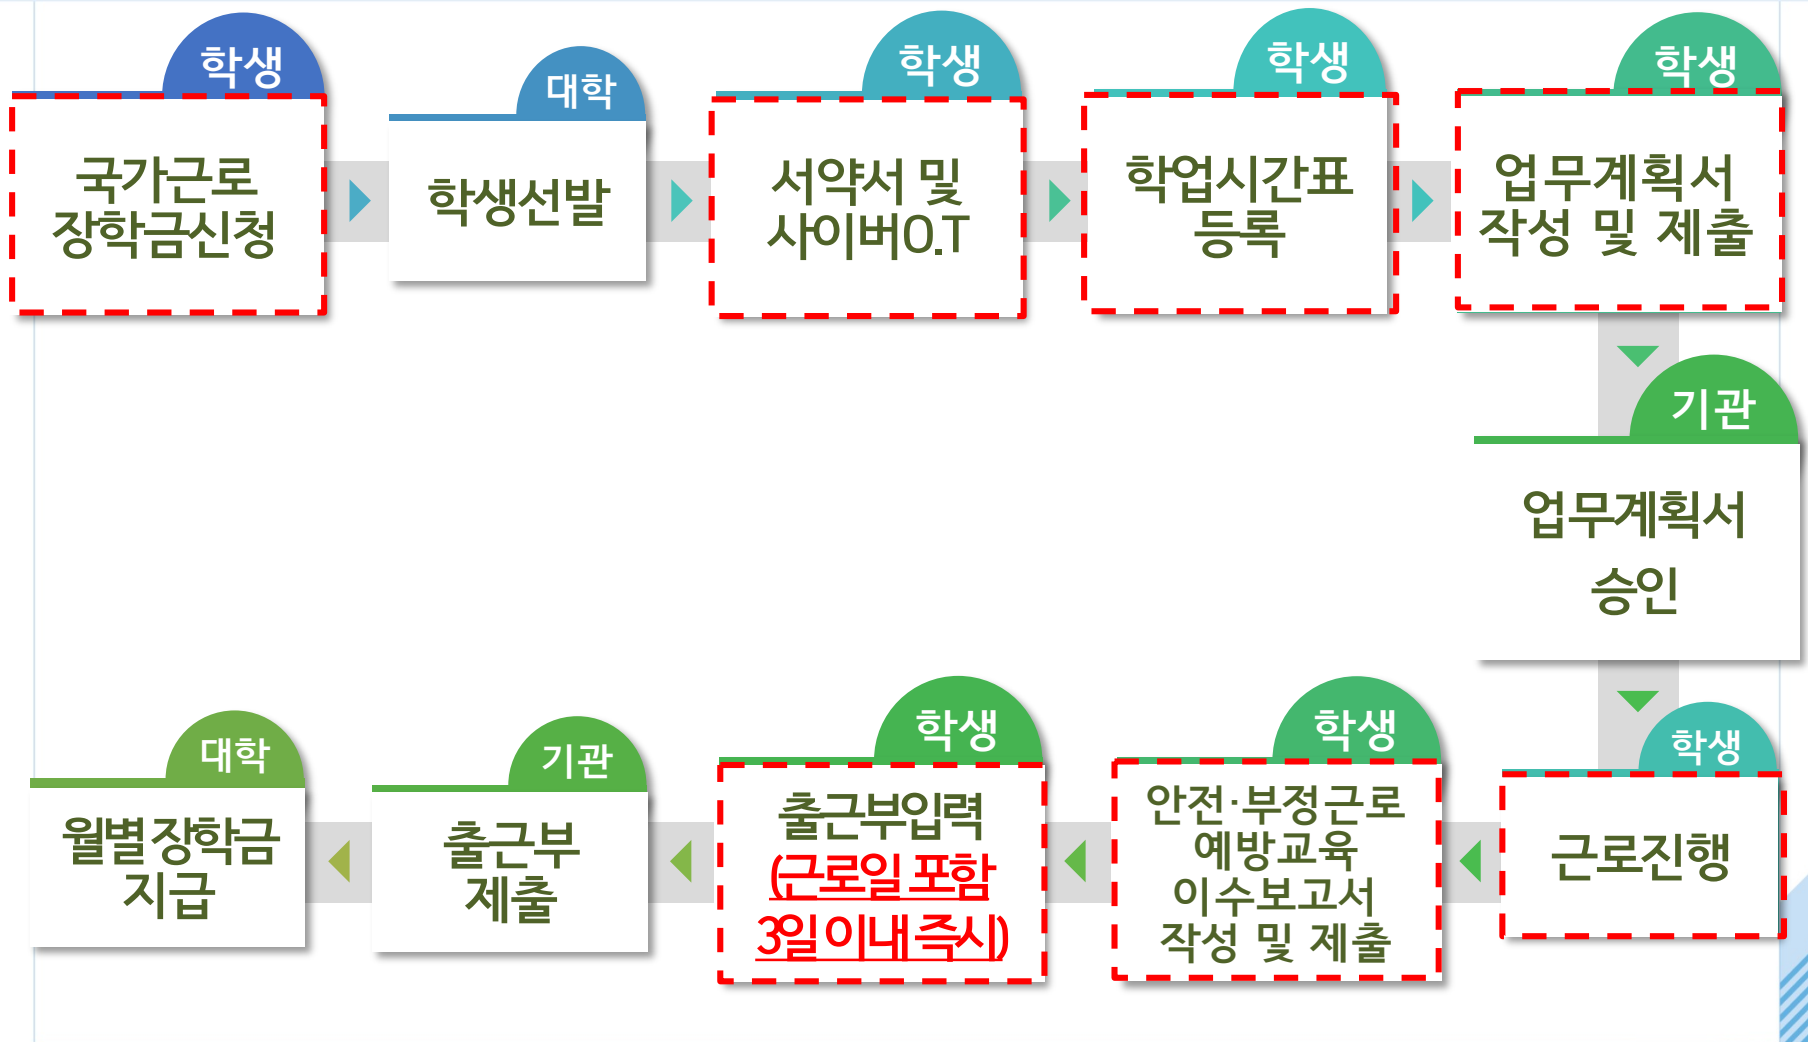 학생
국가근로
장학금신청
대학
학생선발
학생
서약서 및
사이버O.T
학생
학업시간표
등록
학생
업무계획서
작성 및 제출
기관
업무계획서
승인
학생
근로진행
학생
안전·부정근로
예방교육
이수보고서
작성 및 제출
학생
출근부입력
(근로일 포함
3일 이내 즉시)
기관
출근부
제출
대학
월별 장학금
지급